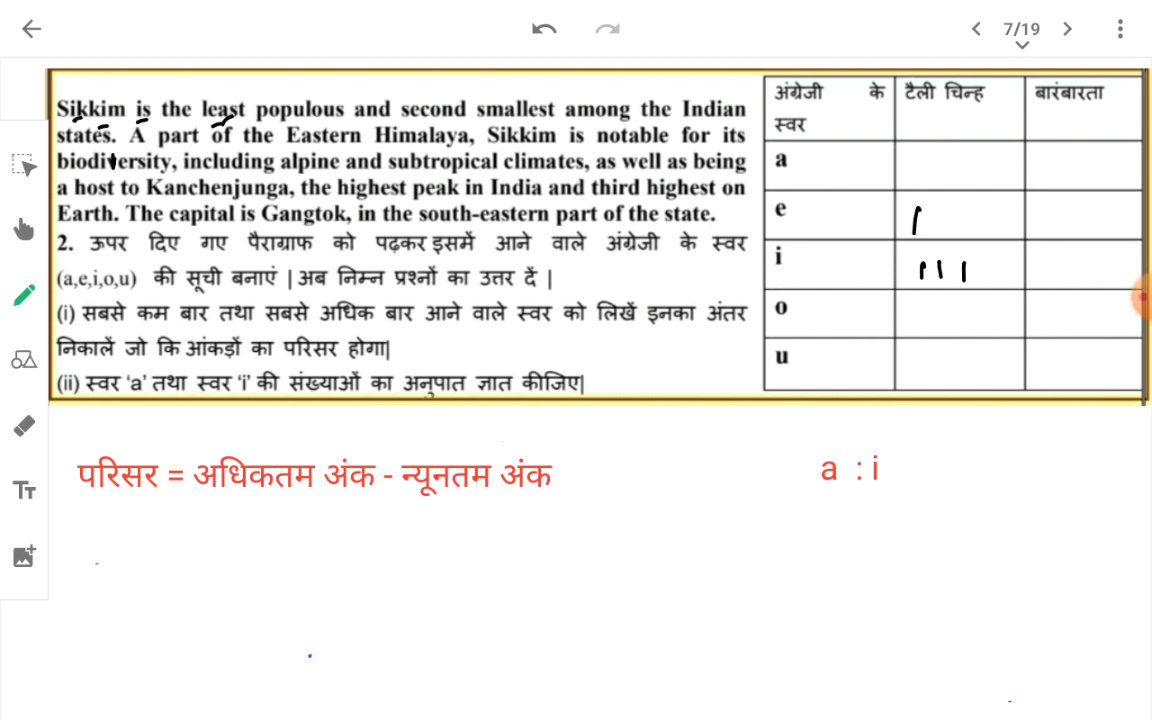 7/19
Sikkim is the least populous and second smallest among the Indian
states. A part of the Eastern Himalaya, Sikkim is notable for its
biodiversity, including alpine and subtropical climates, as well as being
a host to Kanchenjunga, the highest peak in India and third highest on
Earth. The capital is Gangtok, in the south-eastern part of the state.
2. ऊपर दिए गए पैराग्राफ को पढ़कर इसमें आने वाले अंग्रेजी के स्वर
(a,e,i,o,u) की सूची बनाएं | अब निम्न प्रश्नों का उत्तर दें |
(i) सबसे कम बार तथा सबसे अधिक बार आने वाले स्वर को लिखें इनका अंतर
निकालें जो कि आंकड़ों का परिसर होगा|
(ii) स्वर 'a' तथा स्वर 'i' की संख्याओं का अनुपात ज्ञात कीजिए|
अंग्रेजी के टैली चिन्ह बारंबारता
स्वर
a
e |
i | | |
o
u
परिसर = अधिकतम अंक - न्यूनतम अंक
a : i
Tт